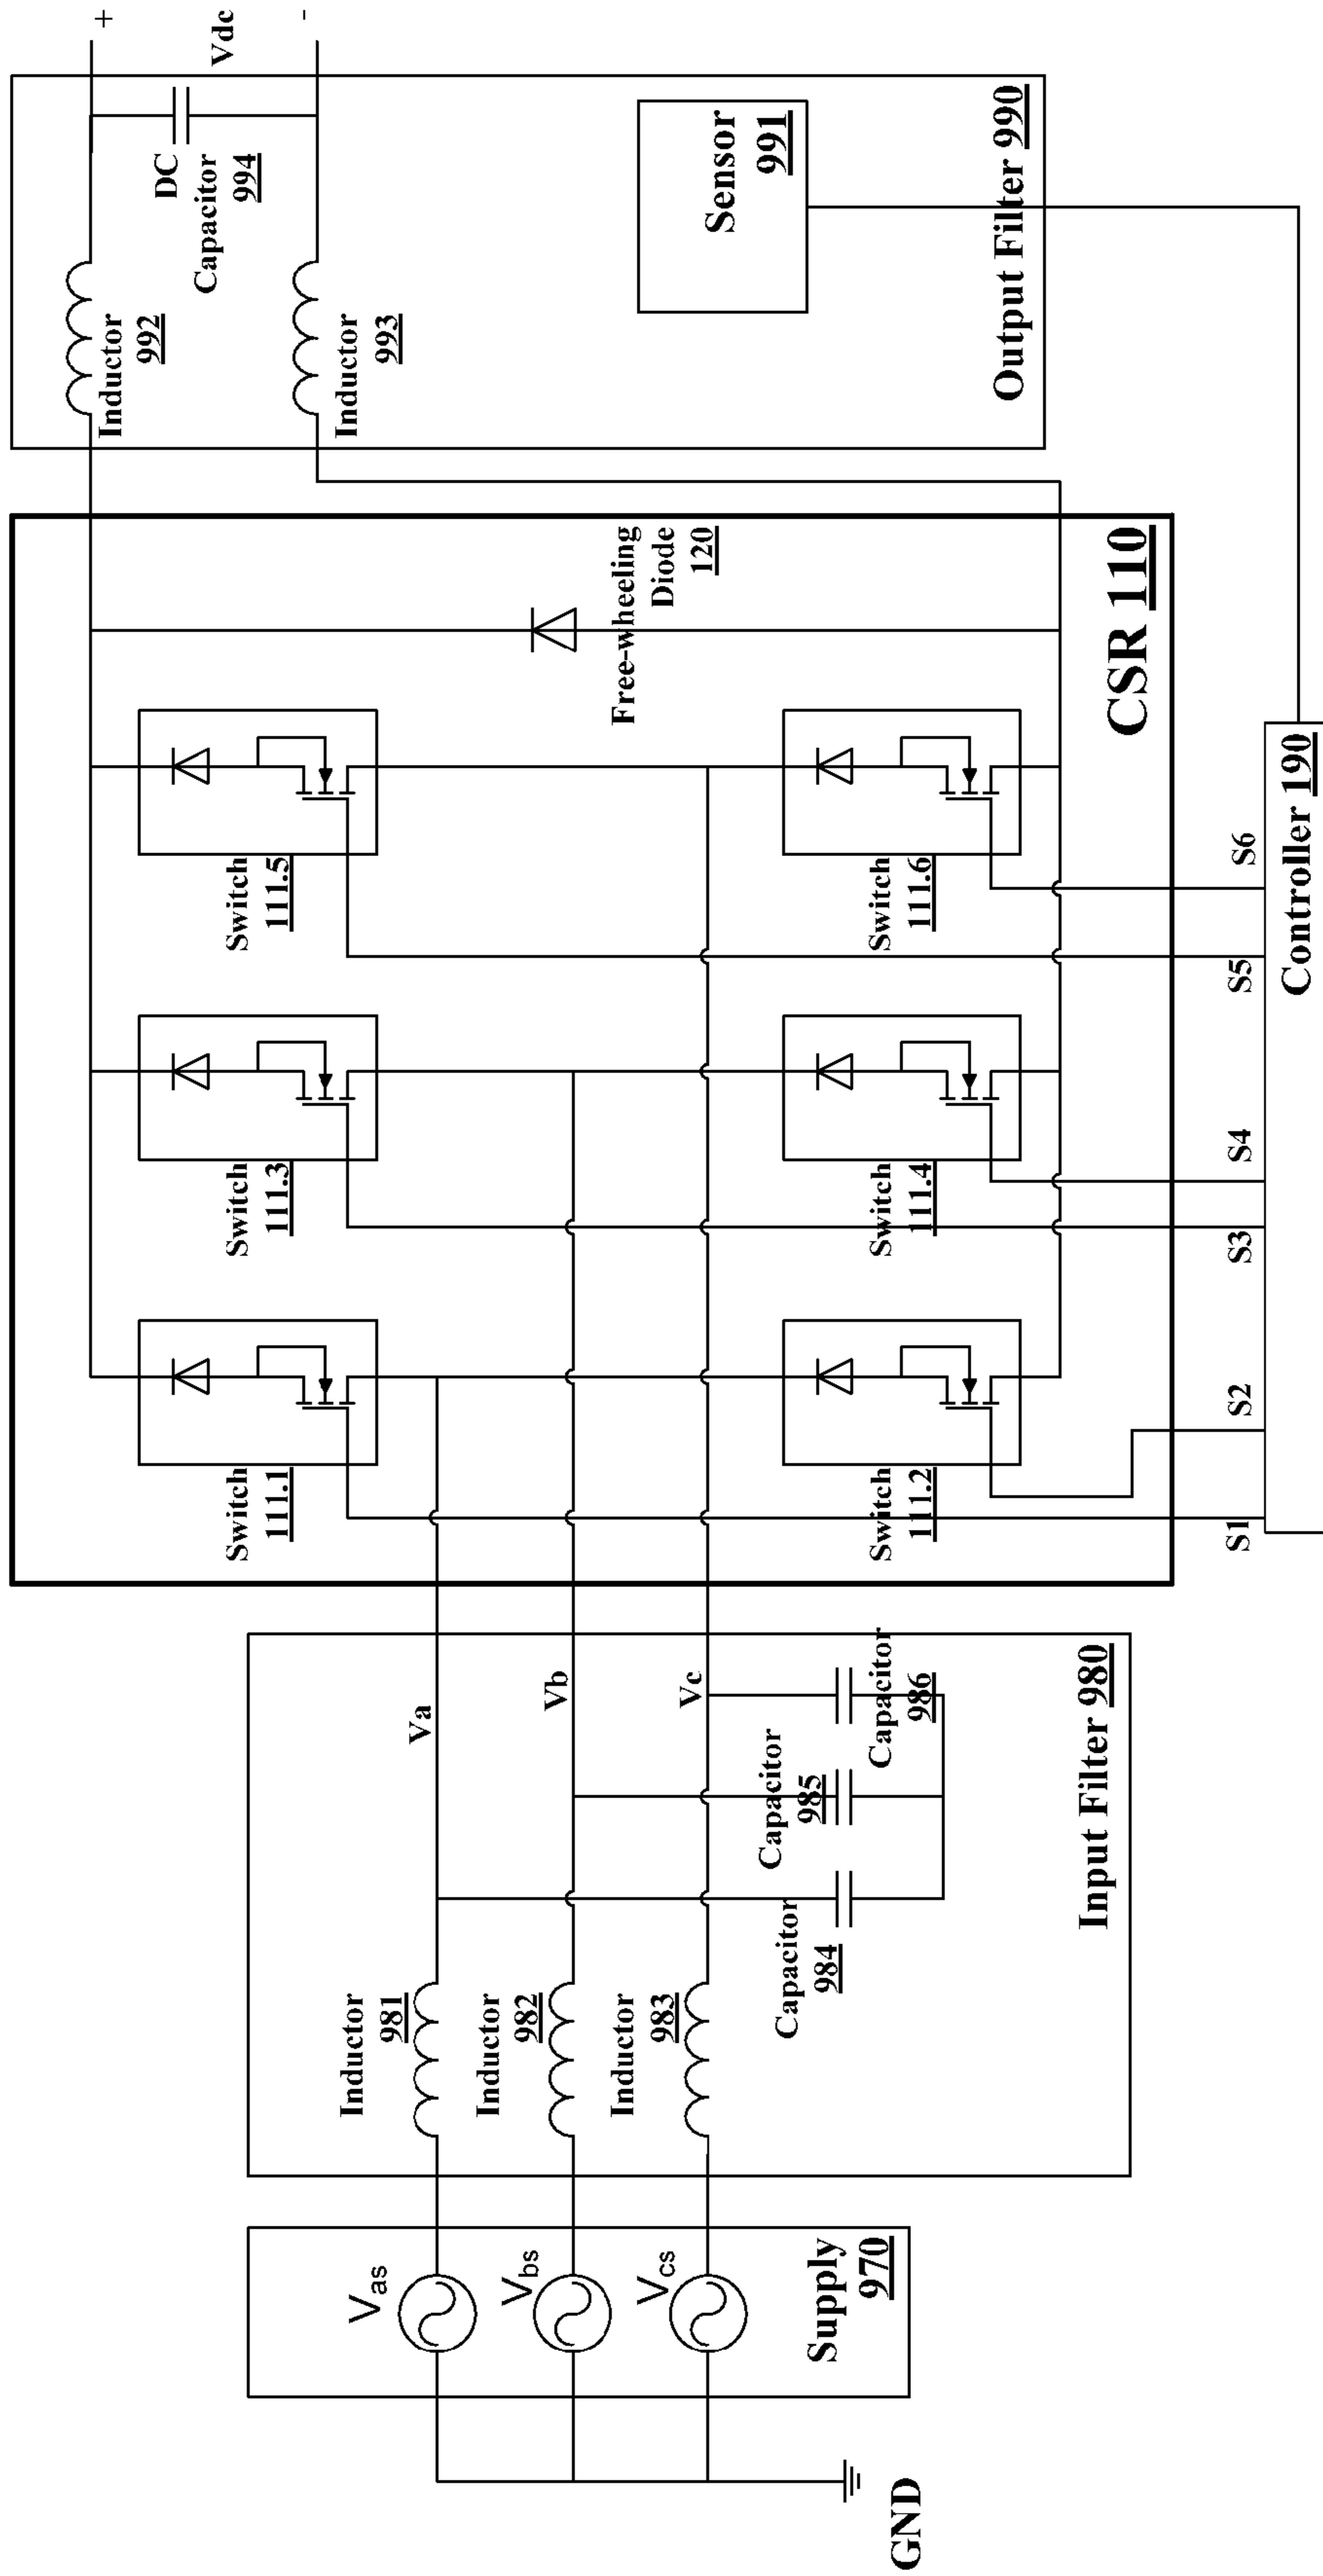 GND
Supply
970
Vas
Vbs
Vcs
Input Filter 980
Inductor
981
Inductor
982
Inductor
983
Capacitor
984
Capacitor
985
Capacitor
986
Va
Vb
Vc
CSR 110
Switch
111.1
Switch
111.3
Switch
111.5
Switch
111.2
Switch
111.4
Switch
111.6
Free-wheeling
Diode
120
S1
S2
S3
S4
S5
S6
Controller 190
Output Filter 990
Inductor
992
Inductor
993
DC
Capacitor
994
Sensor
991
+
Vdc
-